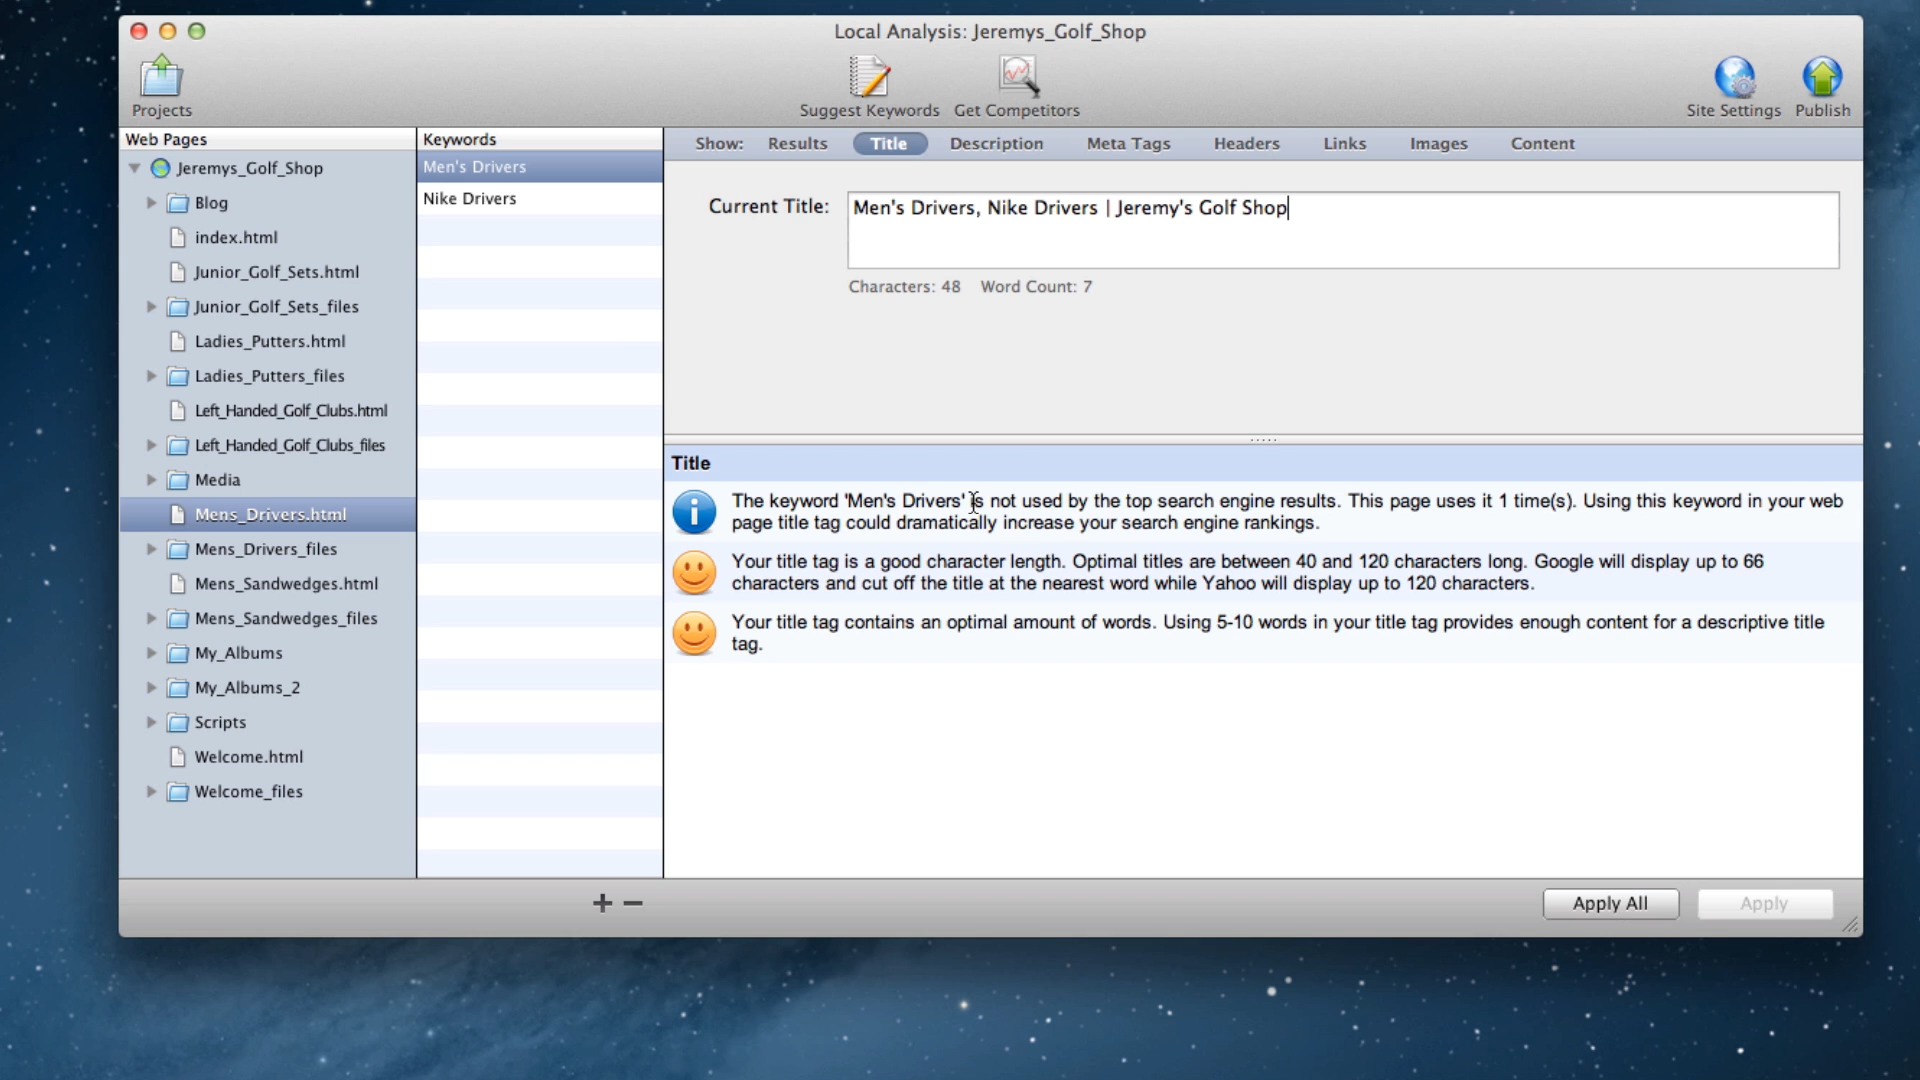 Local Analysis: Jeremys_Golf_Shop
Projects
Suggest Keywords
Get Competitors
Site Settings
Publish
Web Pages
Jeremys_Golf_Shop
Blog
index.html
Junior_Golf_Sets.html
Junior_Golf_Sets_files
Ladies_Putters.html
Ladies_Putters_files
Left_Handed_Golf_Clubs.html
Left_Handed_Golf_Clubs_files
Media
Mens_Drivers.html
Mens_Drivers_files
Mens_Sandwedges.html
Mens_Sandwedges_files
My_Albums
My_Albums_2
Scripts
Welcome.html
Welcome_files
Keywords
Men's Drivers
Nike Drivers
Show: Results Title Description Meta Tags Headers Links Images Content
Current Title: Men's Drivers, Nike Drivers | Jeremy's Golf Shop
Characters: 48 Word Count: 7
Title
The keyword 'Men's Drivers' is not used by the top search engine results. This page uses it 1 time(s). Using this keyword in your web
page title tag could dramatically increase your search engine rankings.
Your title tag is a good character length. Optimal titles are between 40 and 120 characters long. Google will display up to 66
characters and cut off the title at the nearest word while Yahoo will display up to 120 characters.
Your title tag contains an optimal amount of words. Using 5-10 words in your title tag provides enough content for a descriptive title
tag.
Apply All
Apply